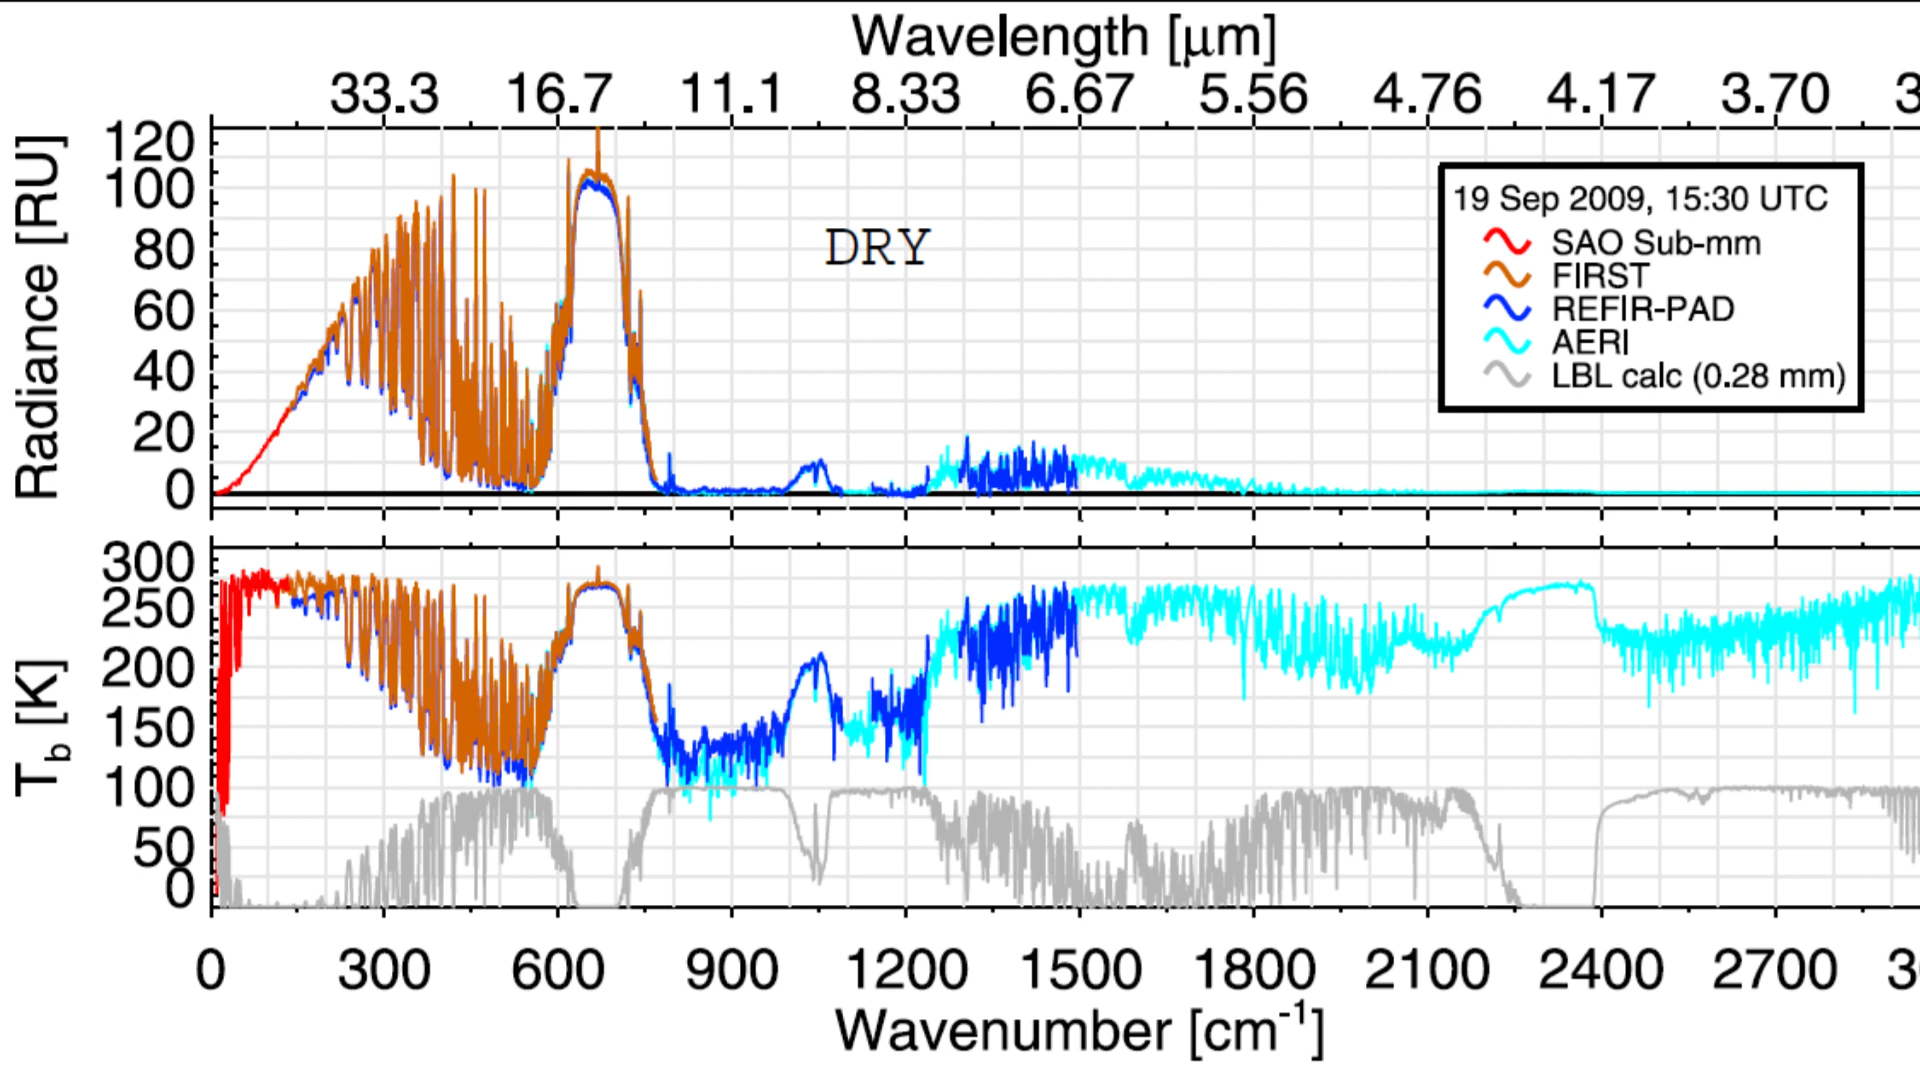 Wavelength [μm]
33.3 16.7 11.1 8.33 6.67 5.56 4.76 4.17 3.70 3
Radiance [RU]
120
100
80
60
40
20
0
DRY
19 Sep 2009, 15:30 UTC
SAO Sub-mm
FIRST
REFIR-PAD
AERI
LBL calc (0.28 mm)
T_b [K]
300
250
200
150
100
50
0
0 300 600 900 1200 1500 1800 2100 2400 2700 3
Wavenumber [cm⁻¹]